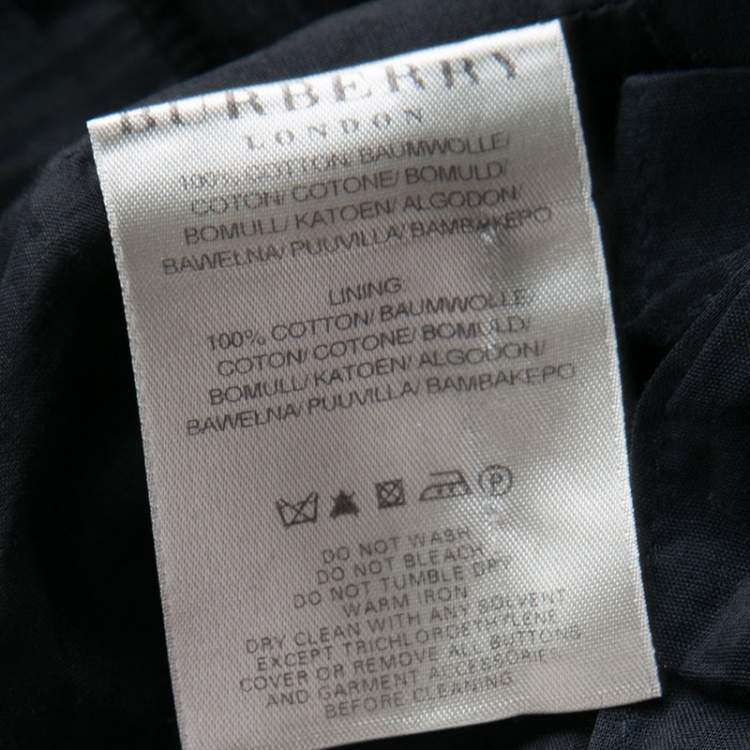 BURBERRY
LONDON
100% COTTON/ BAUMWOLLE/
COTON/ COTONE/ BOMULD/
BOMULL/ KATOEN/ ALGODON/
BAWEŁNA/ PUUVILLA/ BAMBAKEPO
LINING:
100% COTTON/ BAUMWOLLE/
COTON/ COTONE/ BOMULD/
BOMULL/ KATOEN/ ALGODON/
BAWEŁNA/ PUUVILLA/ BAMBAKEPO
P
DO NOT WASH
DO NOT BLEACH
DO NOT TUMBLE DRY
WARM IRON
DRY CLEAN WITH ANY SOLVENT
EXCEPT TRICHLOROETHYLENE
COVER OR REMOVE ALL BUTTONS
AND GARMENT ACCESSORIES
BEFORE CLEANING